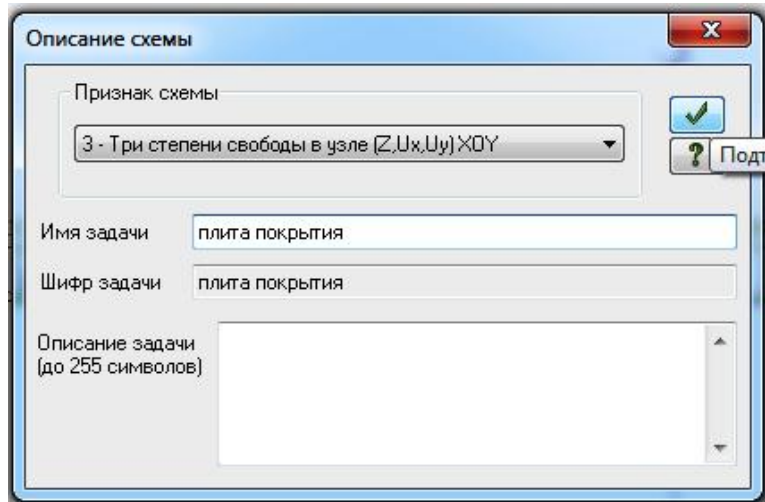 Описание схемы
Признак схемы
3 - Три степени свободы в узле (Z,Ux,Uy) X0Y
Подт
Имя задачи плита покрытия
Шифр задачи плита покрытия
Описание задачи
(до 255 символов)